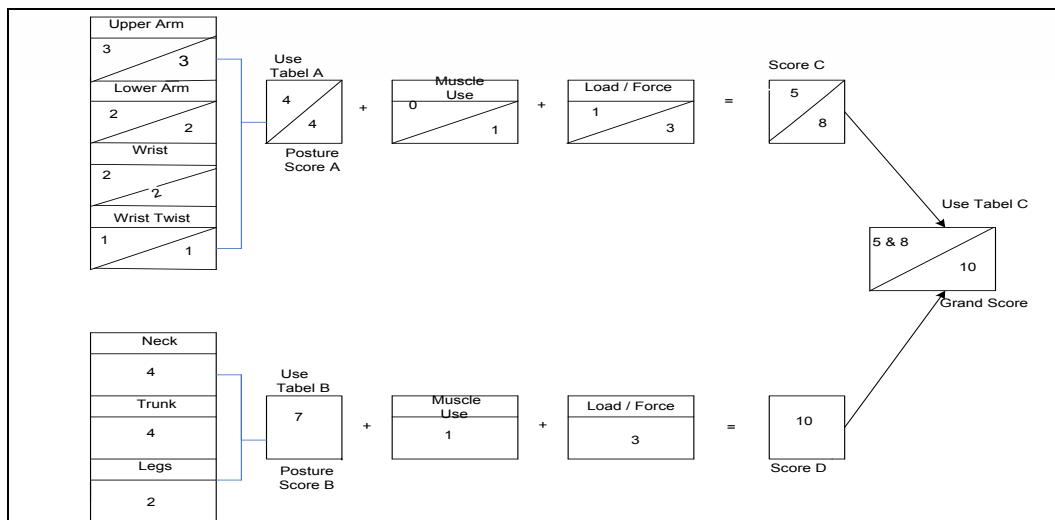 Upper Arm
3
3
Lower Arm
2
2
Wrist
2
2
Wrist Twist
1
1
Use
Tabel A
4
4
Posture
Score A
+
Muscle
Use
0
1
+
Load / Force
1
3
=
Score C
5
8
Use Tabel C
5 & 8
10
Grand Score
Neck
4
Trunk
4
Legs
2
Use
Tabel B
7
Posture
Score B
+
Muscle
Use
1
+
Load / Force
3
=
10
Score D